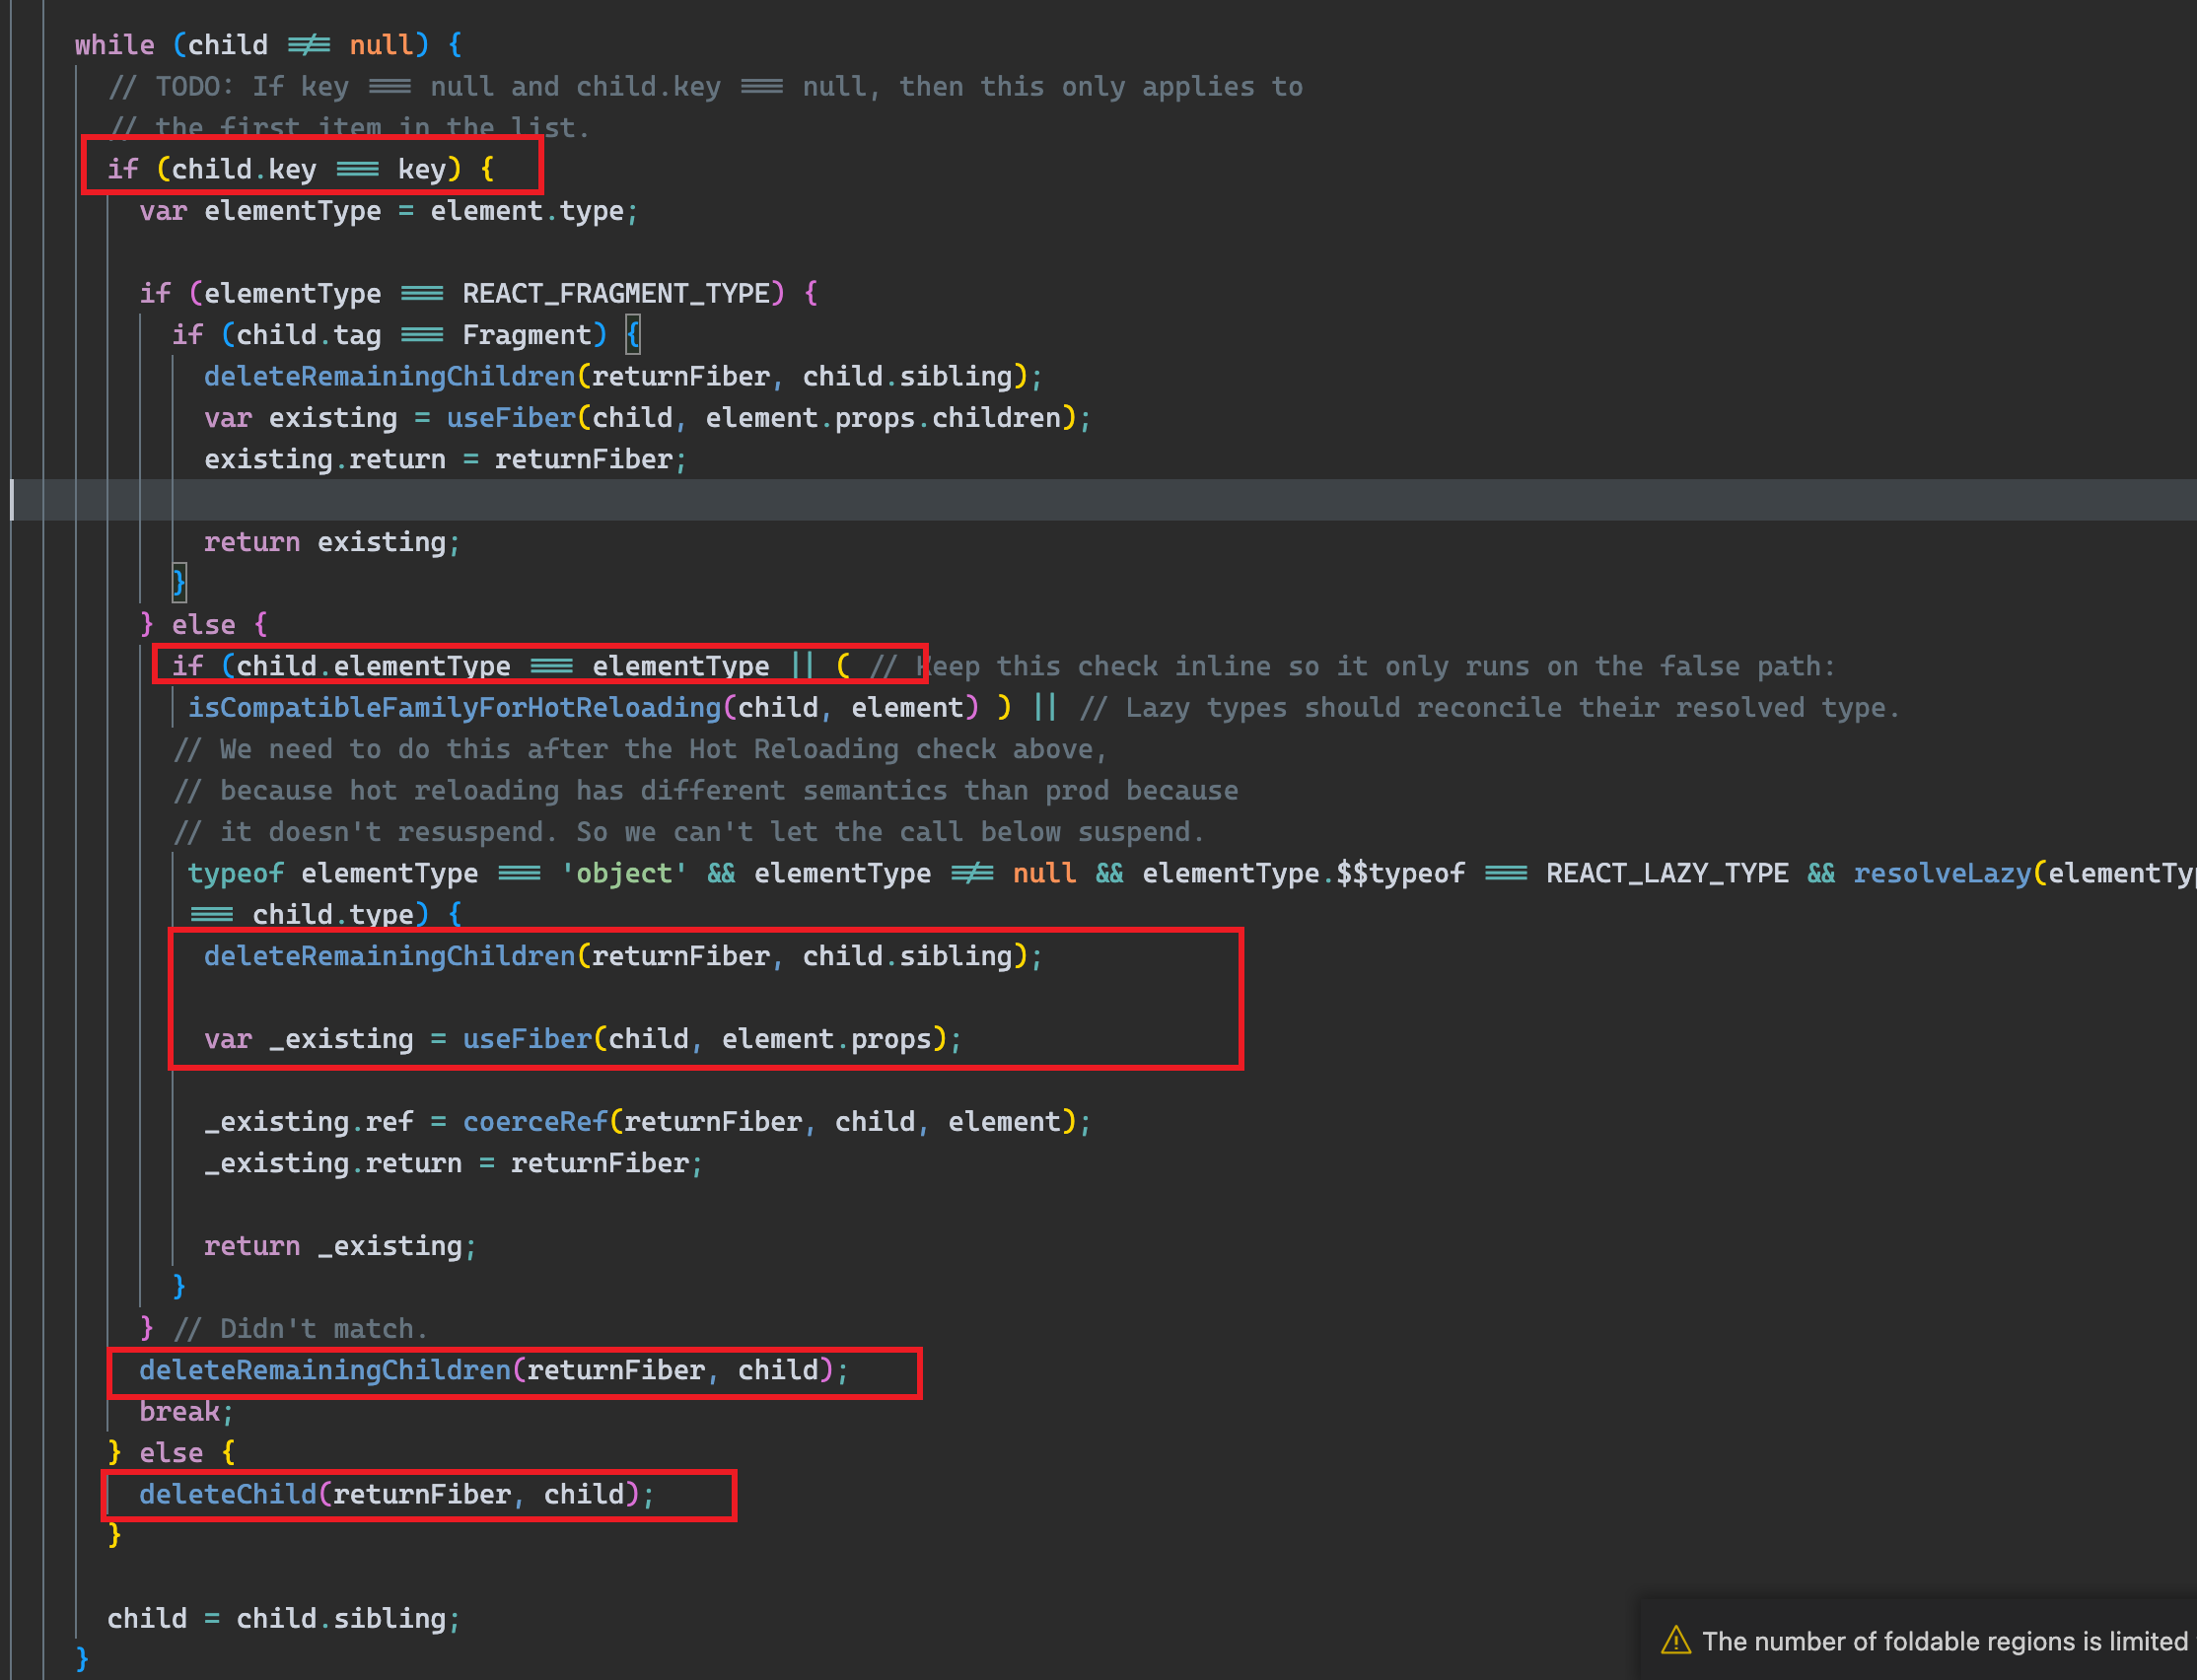 while (child !== null) {
// TODO: If key === null and child.key === null, then this only applies to
// the first item in the list.
if (child.key === key) {
var elementType = element.type;
if (elementType === REACT_FRAGMENT_TYPE) {
if (child.tag === Fragment) {
deleteRemainingChildren(returnFiber, child.sibling);
var existing = useFiber(child, element.props.children);
existing.return = returnFiber;
return existing;
}
} else {
if (child.elementType === elementType || ( // Keep this check inline so it only runs on the false path:
isCompatibleFamilyForHotReloading(child, element) ) || // Lazy types should reconcile their resolved type.
// We need to do this after the Hot Reloading check above,
// because hot reloading has different semantics than prod because
// it doesn't resuspend. So we can't let the call below suspend.
typeof elementType === 'object' && elementType !== null && elementType.$$typeof === REACT_LAZY_TYPE && resolveLazy(elementTyp
=== child.type) {
deleteRemainingChildren(returnFiber, child.sibling);
var _existing = useFiber(child, element.props);
_existing.ref = coerceRef(returnFiber, child, element);
_existing.return = returnFiber;
return _existing;
}
} // Didn't match.
deleteRemainingChildren(returnFiber, child);
break;
} else {
deleteChild(returnFiber, child);
}
child = child.sibling;
}
The number of foldable regions is limited